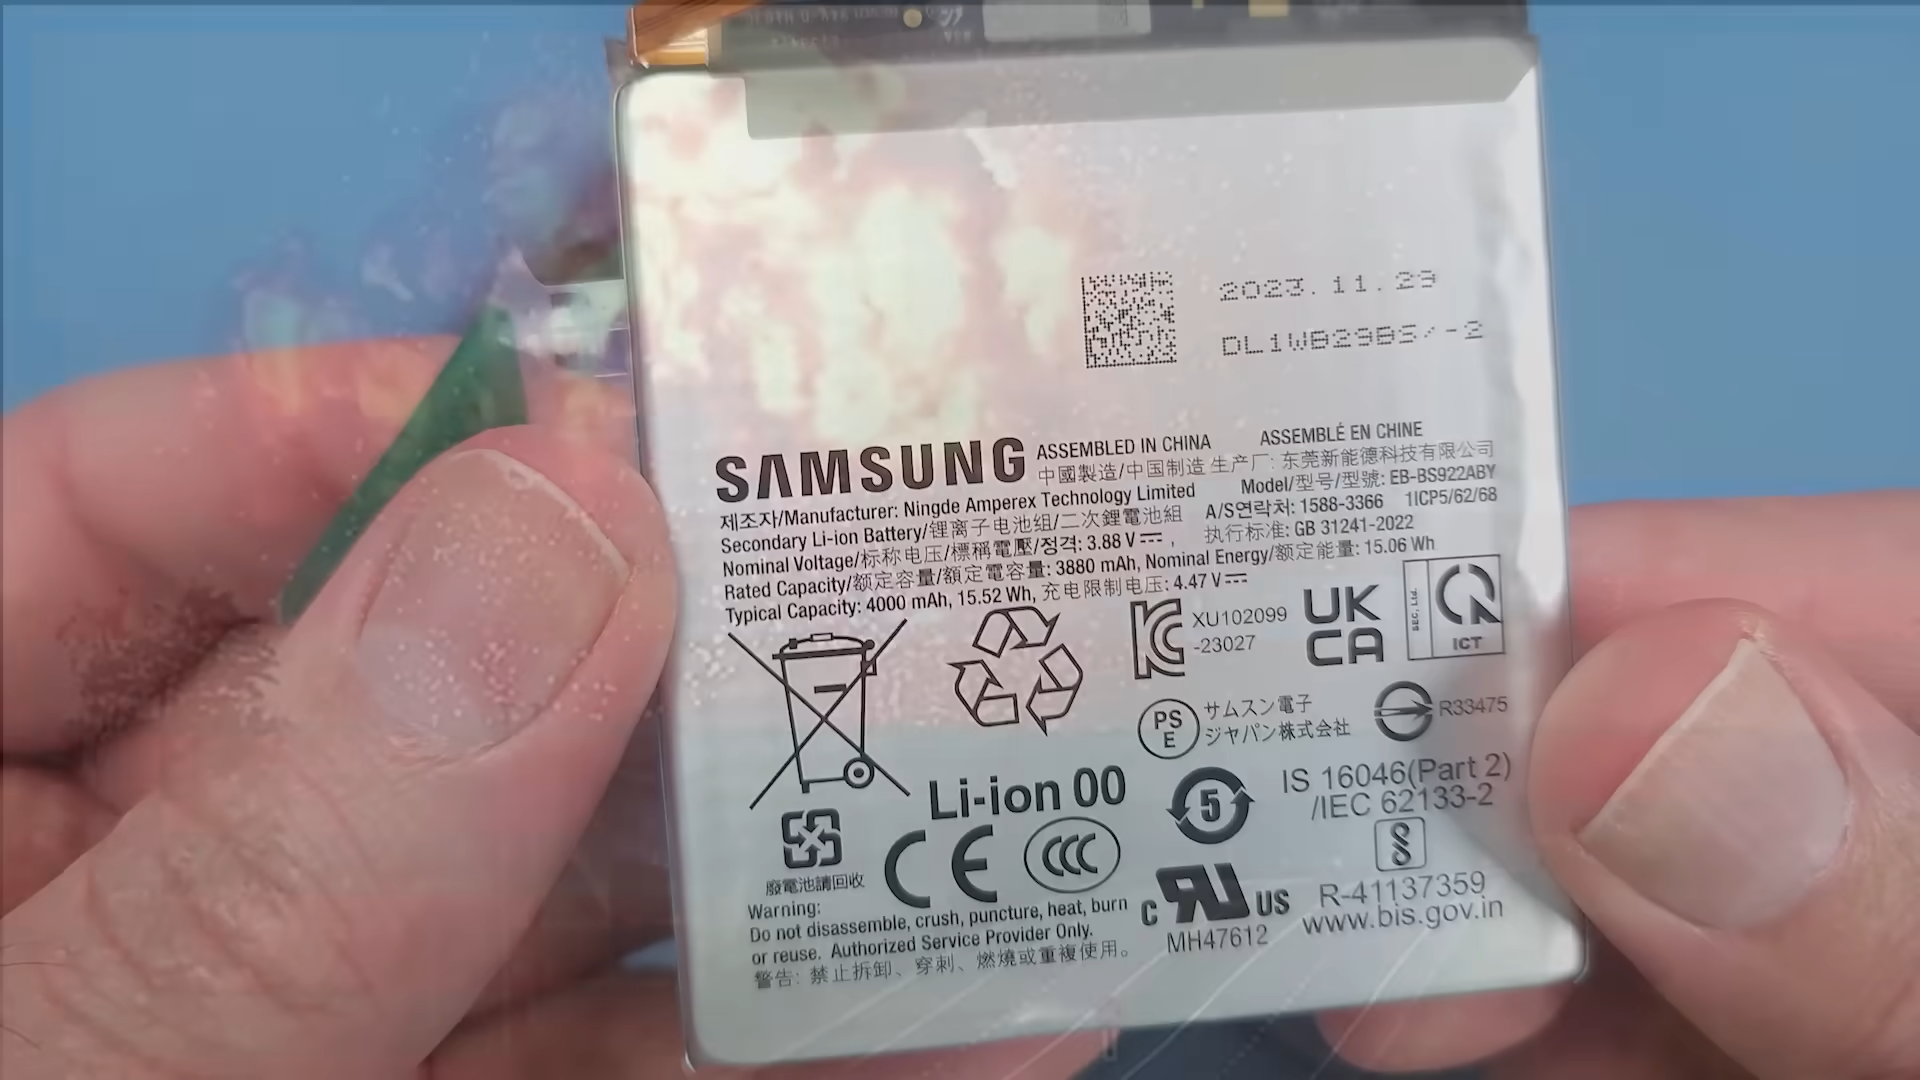 2023.11.29
DL1WB29BS/-2
SAMSUNG ASSEMBLED IN CHINA ASSEMBLÉ EN CHINE
中國製造/中国制造 生产厂: 东莞新能德科技有限公司
제조자/Manufacturer: Ningde Amperex Technology Limited Model/型号/型號: EB-BS922ABY
Secondary Li-ion Battery/锂离子电池组/二次鋰電池組 A/S연락처: 1588-3366 1ICP5/62/68
Nominal Voltage/标称电压/標稱電壓/정격: 3.88 V⎓, 执行标准: GB 31241-2022
Rated Capacity/额定容量/額定電容量: 3880 mAh, Nominal Energy/额定能量: 15.06 Wh
Typical Capacity: 4000 mAh, 15.52 Wh, 充电限制电压: 4.47 V⎓
XU102099
-23027
UK
CA
SEC, Ltd.
ICT
PS
E
サムスン電子
ジャパン株式会社
R33475
Li-ion 00
5
IS 16046(Part 2)
/IEC 62133-2
廢電池請回收
CE
CCC
C RU US
MH47612
R-41137359
www.bis.gov.in
Warning:
Do not disassemble, crush, puncture, heat, burn
or reuse. Authorized Service Provider Only.
警告: 禁止拆卸、穿刺、燃燒或重複使用。